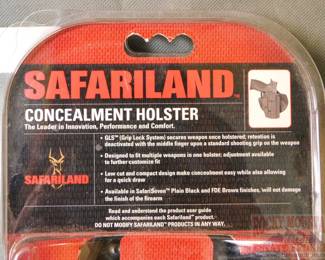 SAFARILAND™
CONCEALMENT HOLSTER
The Leader in Innovation, Performance and Comfort.
• GLS™ (Grip Lock System) secures weapon once holstered; retention is
deactivated with the middle finger upon a standard shooting grip on the weapon
• Designed to fit multiple weapons in one holster; adjustment available
to further customize fit
• Low cut and compact design make concealment easy while also allowing
for a quick draw
• Available in SafariSeven™ Plain Black and FDE Brown finishes, will not damage
the finish of the firearm
SAFARILAND
Read and understand the product user guide
which accompanies each Safariland™ product.
DO NOT MODIFY SAFARILAND™ PRODUCTS IN ANY WAY.